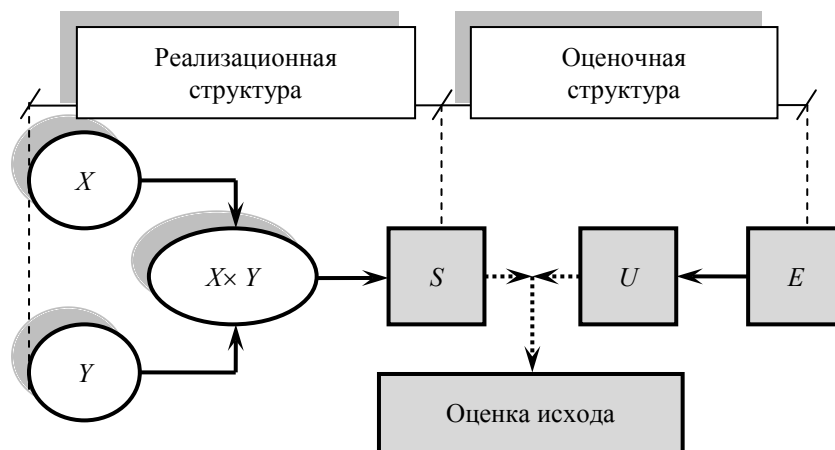 Реализационная
структура
Оценочная
структура
X
X× Y
S
U
E
Y
Оценка исхода